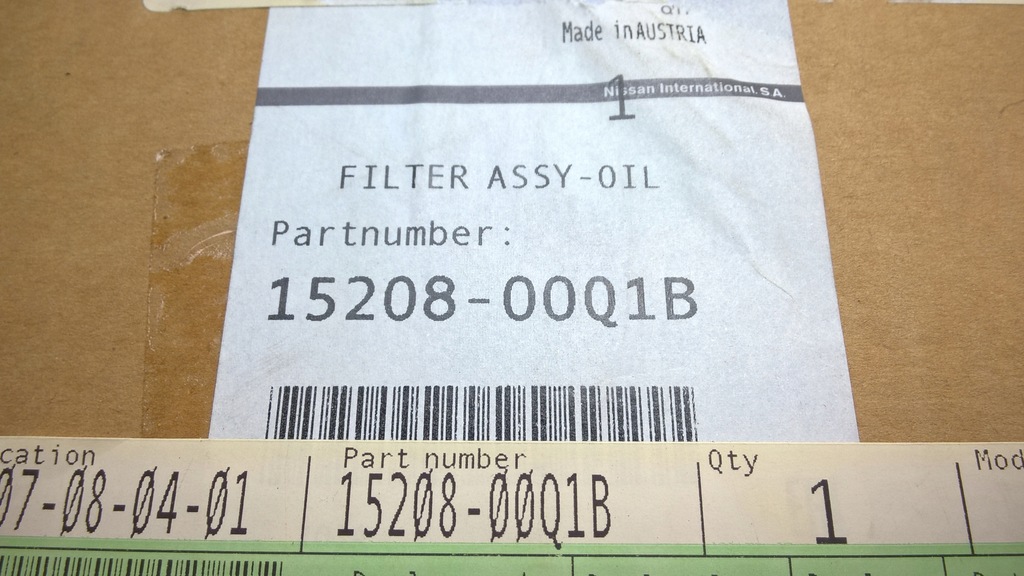 Made in AUSTRIA
Nissan International. S.A.
1
FILTER ASSY-OIL
Partnumber:
15208-00Q1B
cation Part number Qty Mod
07-08-04-01 15208-00Q1B 1